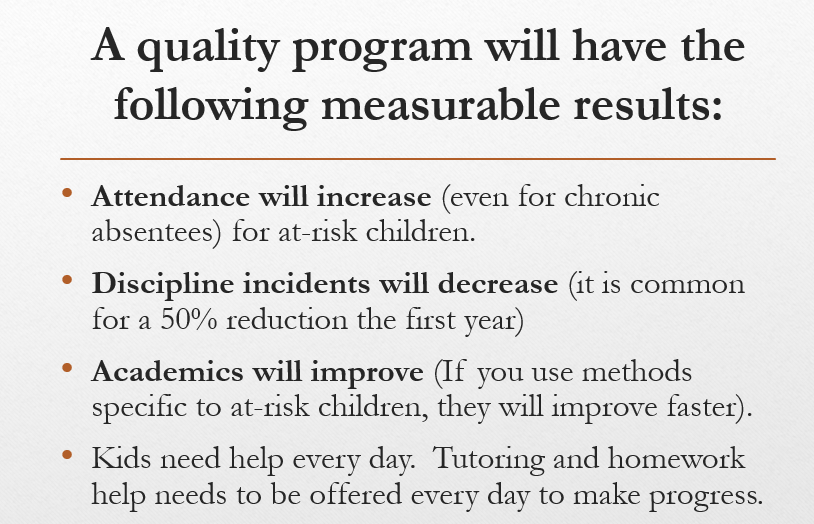 A quality program will have the
following measurable results:
• Attendance will increase (even for chronic
absentees) for at-risk children.
• Discipline incidents will decrease (it is common
for a 50% reduction the first year)
• Academics will improve (If you use methods
specific to at-risk children, they will improve faster).
• Kids need help every day.  Tutoring and homework
help needs to be offered every day to make progress.